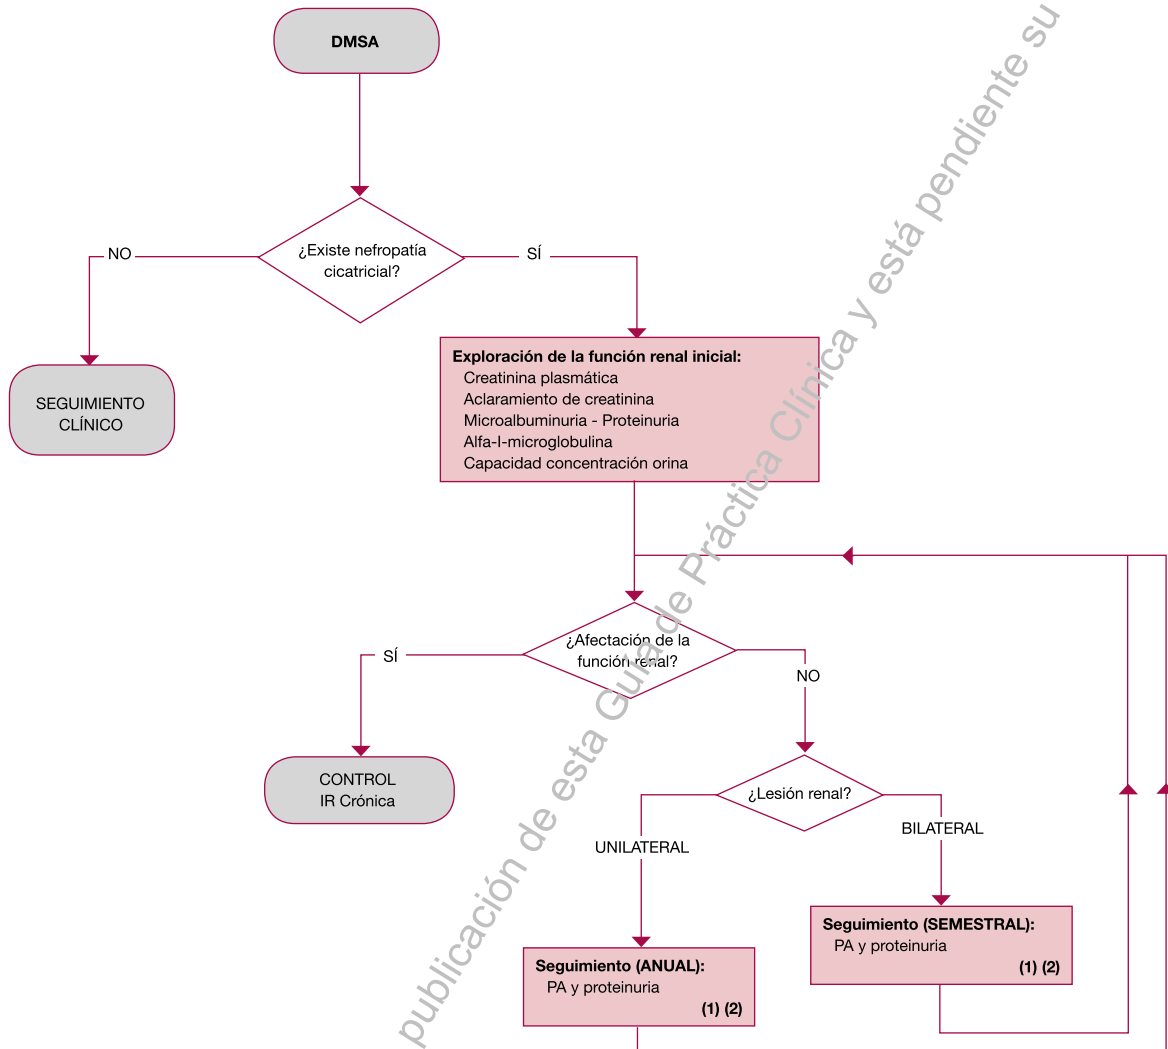 DMSA
¿Existe nefropatía
cicatricial?
NO
SÍ
SEGUIMIENTO
CLÍNICO
Exploración de la función renal inicial:
Creatinina plasmática
Aclaramiento de creatinina
Microalbuminuria - Proteinuria
Alfa-I-microglobulina
Capacidad concentración orina
¿Afectación de la
función renal?
SÍ
NO
CONTROL
IR Crónica
¿Lesión renal?
UNILATERAL
BILATERAL
Seguimiento (SEMESTRAL):
PA y proteinuria
(1) (2)
Seguimiento (ANUAL):
PA y proteinuria
(1) (2)
publicación de esta Guía de Práctica Clínica y está pendiente su